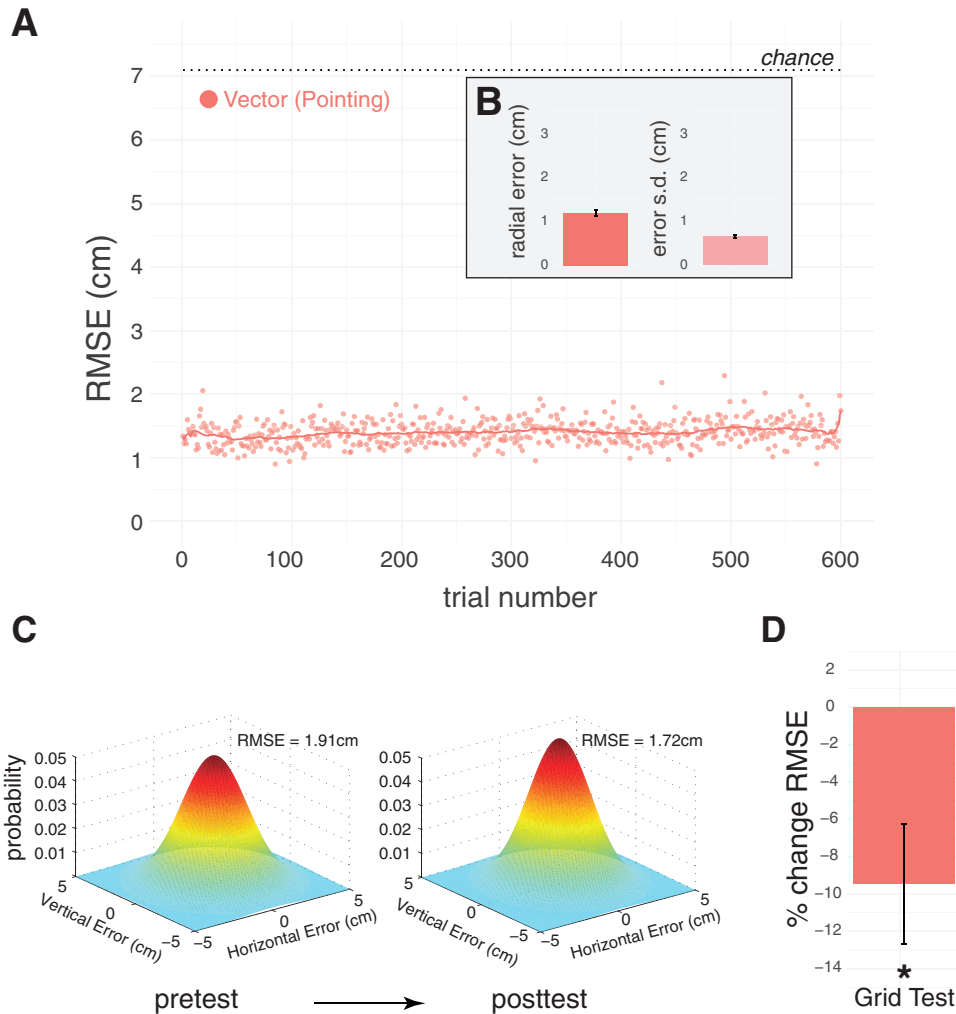 A
chance
7
Vector (Pointing)
B
radial error (cm)
3
2
1
0
error s.d. (cm)
3
2
1
0
6
5
4
3
2
1
0
RMSE (cm)
0 100 200 300 400 500 600
trial number
C
RMSE = 1.91cm
probability
0.05
0.04
0.03
0.02
0.01
5
0
−5
Vertical Error (cm)
−5
0
5
Horizontal Error (cm)
pretest
RMSE = 1.72cm
0.05
0.04
0.03
0.02
0.01
5
0
−5
Vertical Error (cm)
−5
0
5
Horizontal Error (cm)
posttest
D
% change RMSE
2
0
−2
−4
−6
−8
−10
−12
−14
*
Grid Test